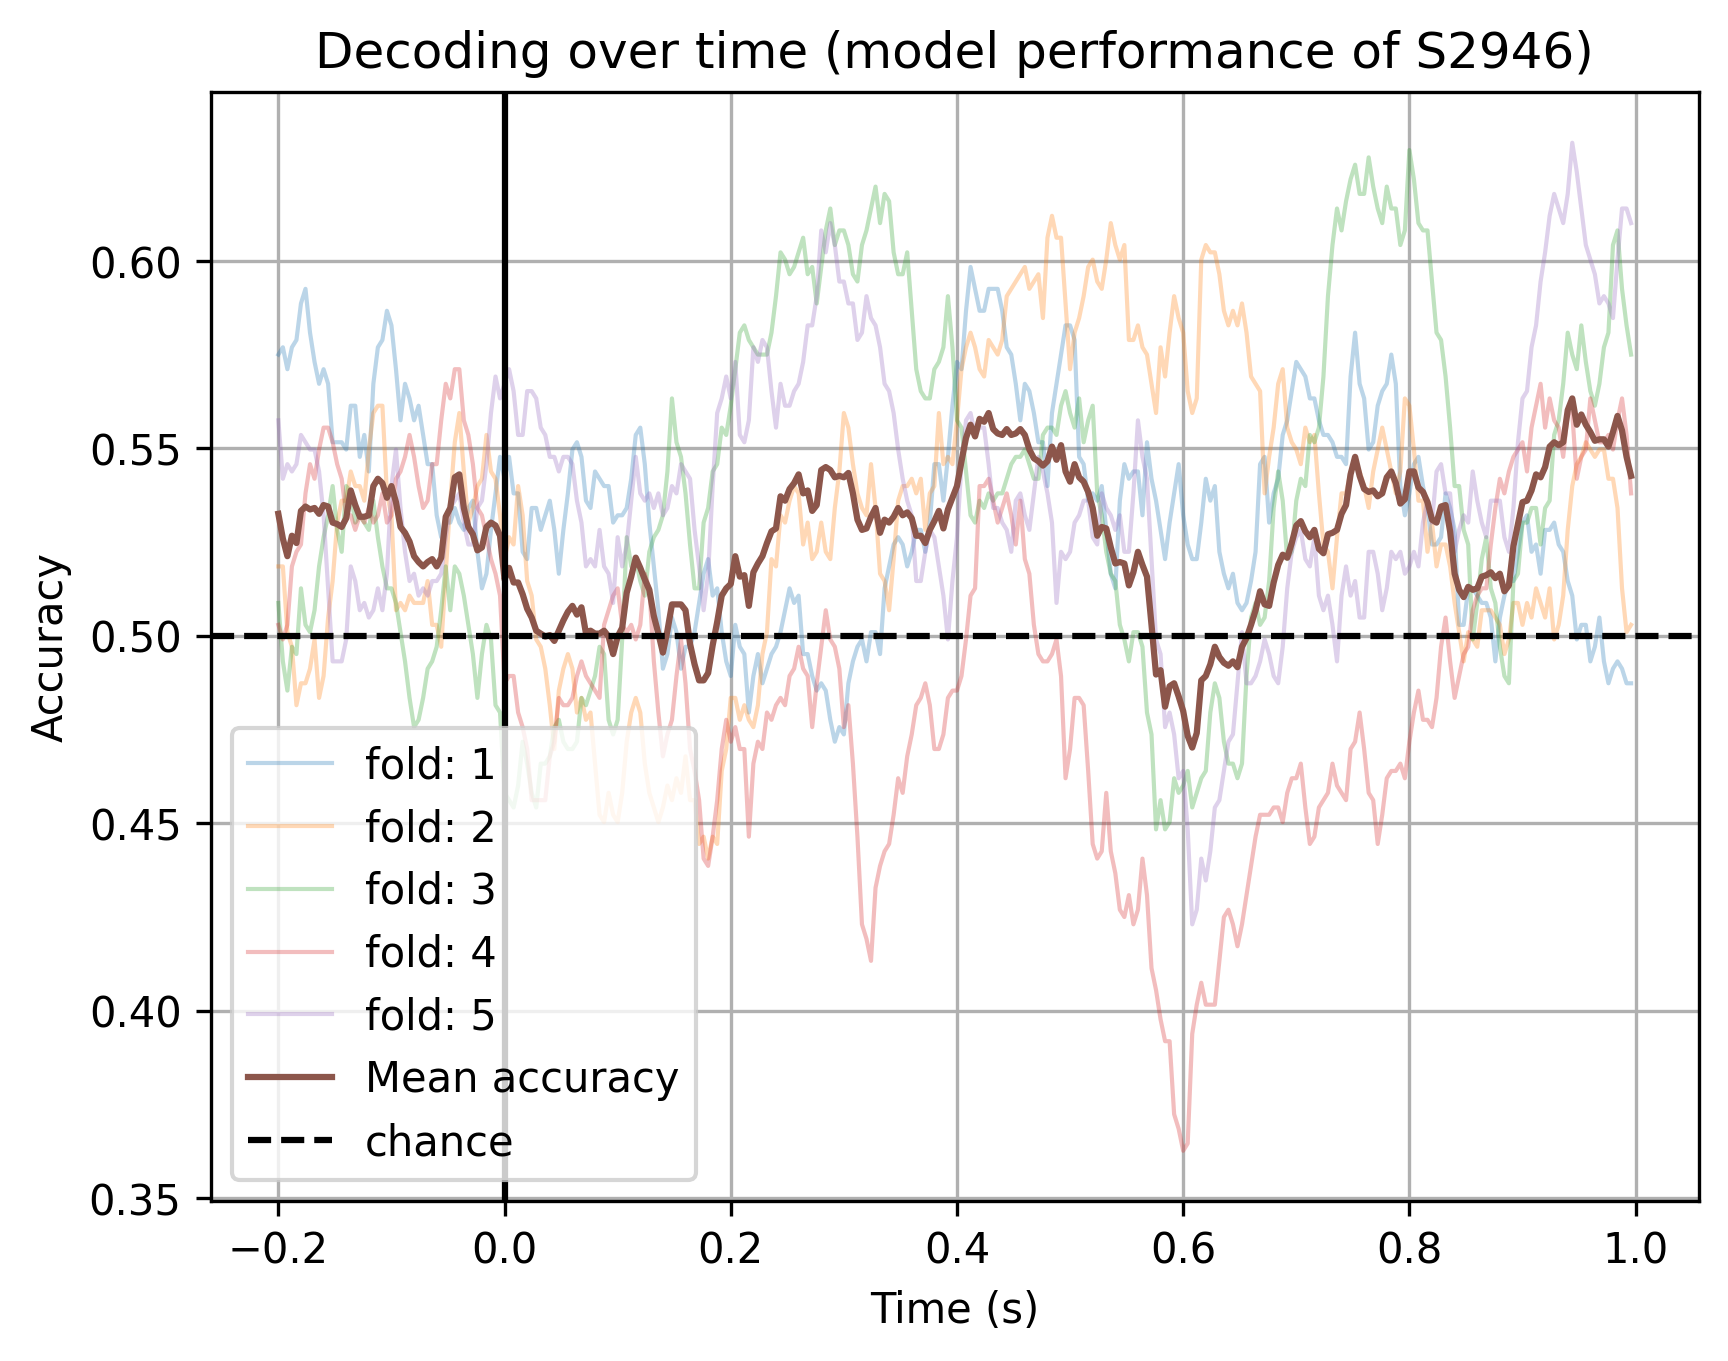 Decoding over time (model performance of S2946)
Accuracy
0.60
0.55
0.50
0.45
0.40
0.35
fold: 1
fold: 2
fold: 3
fold: 4
fold: 5
Mean accuracy
chance
−0.2 0.0 0.2 0.4 0.6 0.8 1.0
Time (s)